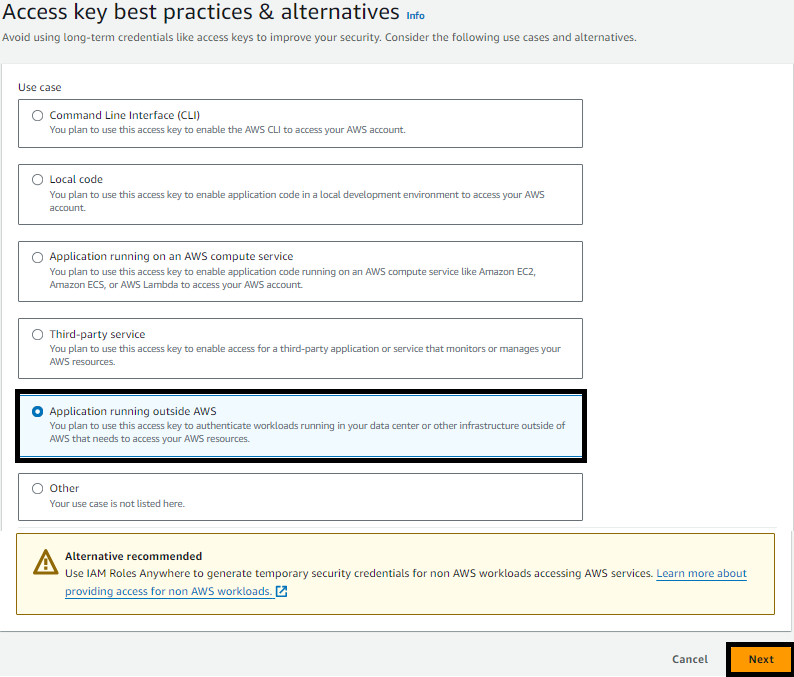 Access key best practices & alternatives Info
Avoid using long-term credentials like access keys to improve your security. Consider the following use cases and alternatives.
Use case
Command Line Interface (CLI)
You plan to use this access key to enable the AWS CLI to access your AWS account.
Local code
You plan to use this access key to enable application code in a local development environment to access your AWS
account.
Application running on an AWS compute service
You plan to use this access key to enable application code running on an AWS compute service like Amazon EC2,
Amazon ECS, or AWS Lambda to access your AWS account.
Third-party service
You plan to use this access key to enable access for a third-party application or service that monitors or manages your
AWS resources.
Application running outside AWS
You plan to use this access key to authenticate workloads running in your data center or other infrastructure outside of
AWS that needs to access your AWS resources.
Other
Your use case is not listed here.
Alternative recommended
Use IAM Roles Anywhere to generate temporary security credentials for non AWS workloads accessing AWS services. Learn more about
providing access for non AWS workloads.
Cancel Next